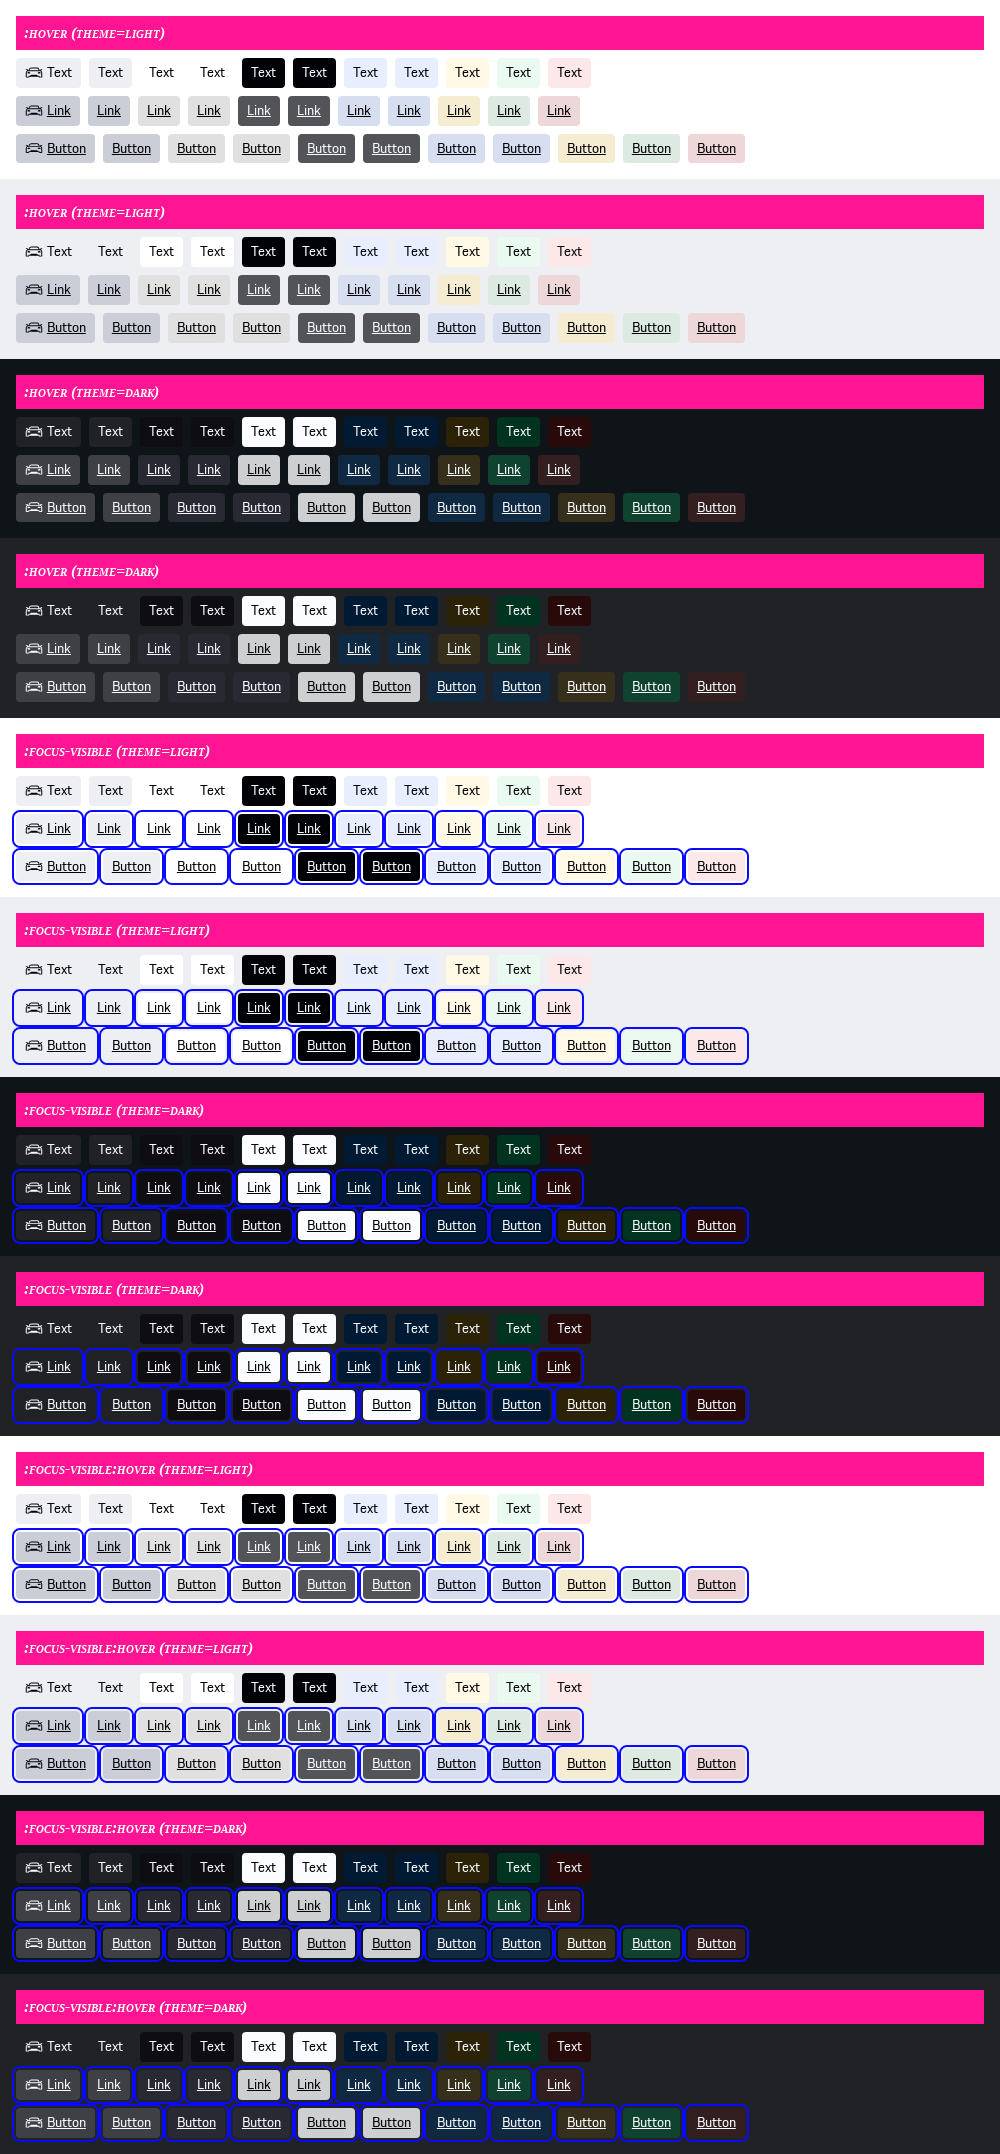 :HOVER (THEME=LIGHT)
Text Text Text Text Text Text Text Text Text Text Text
Link Link Link Link Link Link Link Link Link Link Link
Button Button Button Button Button Button Button Button Button Button Button
:HOVER (THEME=LIGHT)
Text Text Text Text Text Text Text Text Text Text Text
Link Link Link Link Link Link Link Link Link Link Link
Button Button Button Button Button Button Button Button Button Button Button
:HOVER (THEME=DARK)
Text Text Text Text Text Text Text Text Text Text Text
Link Link Link Link Link Link Link Link Link Link Link
Button Button Button Button Button Button Button Button Button Button Button
:HOVER (THEME=DARK)
Text Text Text Text Text Text Text Text Text Text Text
Link Link Link Link Link Link Link Link Link Link Link
Button Button Button Button Button Button Button Button Button Button Button
:FOCUS-VISIBLE (THEME=LIGHT)
Text Text Text Text Text Text Text Text Text Text Text
Link Link Link Link Link Link Link Link Link Link Link
Button Button Button Button Button Button Button Button Button Button Button
:FOCUS-VISIBLE (THEME=LIGHT)
Text Text Text Text Text Text Text Text Text Text Text
Link Link Link Link Link Link Link Link Link Link Link
Button Button Button Button Button Button Button Button Button Button Button
:FOCUS-VISIBLE (THEME=DARK)
Text Text Text Text Text Text Text Text Text Text Text
Link Link Link Link Link Link Link Link Link Link Link
Button Button Button Button Button Button Button Button Button Button Button
:FOCUS-VISIBLE (THEME=DARK)
Text Text Text Text Text Text Text Text Text Text Text
Link Link Link Link Link Link Link Link Link Link Link
Button Button Button Button Button Button Button Button Button Button Button
:FOCUS-VISIBLE:HOVER (THEME=LIGHT)
Text Text Text Text Text Text Text Text Text Text Text
Link Link Link Link Link Link Link Link Link Link Link
Button Button Button Button Button Button Button Button Button Button Button
:FOCUS-VISIBLE:HOVER (THEME=LIGHT)
Text Text Text Text Text Text Text Text Text Text Text
Link Link Link Link Link Link Link Link Link Link Link
Button Button Button Button Button Button Button Button Button Button Button
:FOCUS-VISIBLE:HOVER (THEME=DARK)
Text Text Text Text Text Text Text Text Text Text Text
Link Link Link Link Link Link Link Link Link Link Link
Button Button Button Button Button Button Button Button Button Button Button
:FOCUS-VISIBLE:HOVER (THEME=DARK)
Text Text Text Text Text Text Text Text Text Text Text
Link Link Link Link Link Link Link Link Link Link Link
Button Button Button Button Button Button Button Button Button Button Button